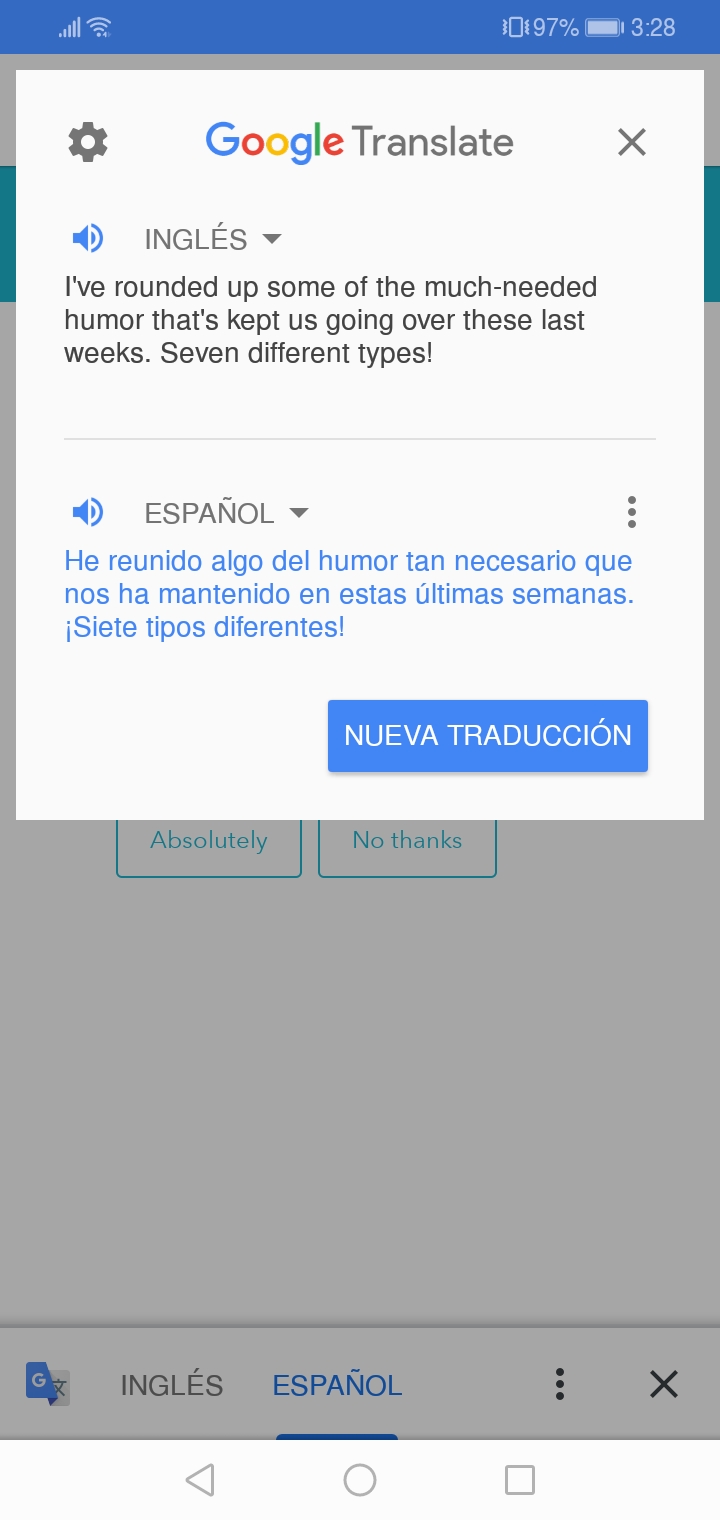 97% 3:28
Google Translate
INGLÉS
I've rounded up some of the much-needed
humor that's kept us going over these last
weeks. Seven different types!
ESPAÑOL
He reunido algo del humor tan necesario que
nos ha mantenido en estas últimas semanas.
¡Siete tipos diferentes!
NUEVA TRADUCCIÓN
Absolutely No thanks
G 文 INGLÉS ESPAÑOL